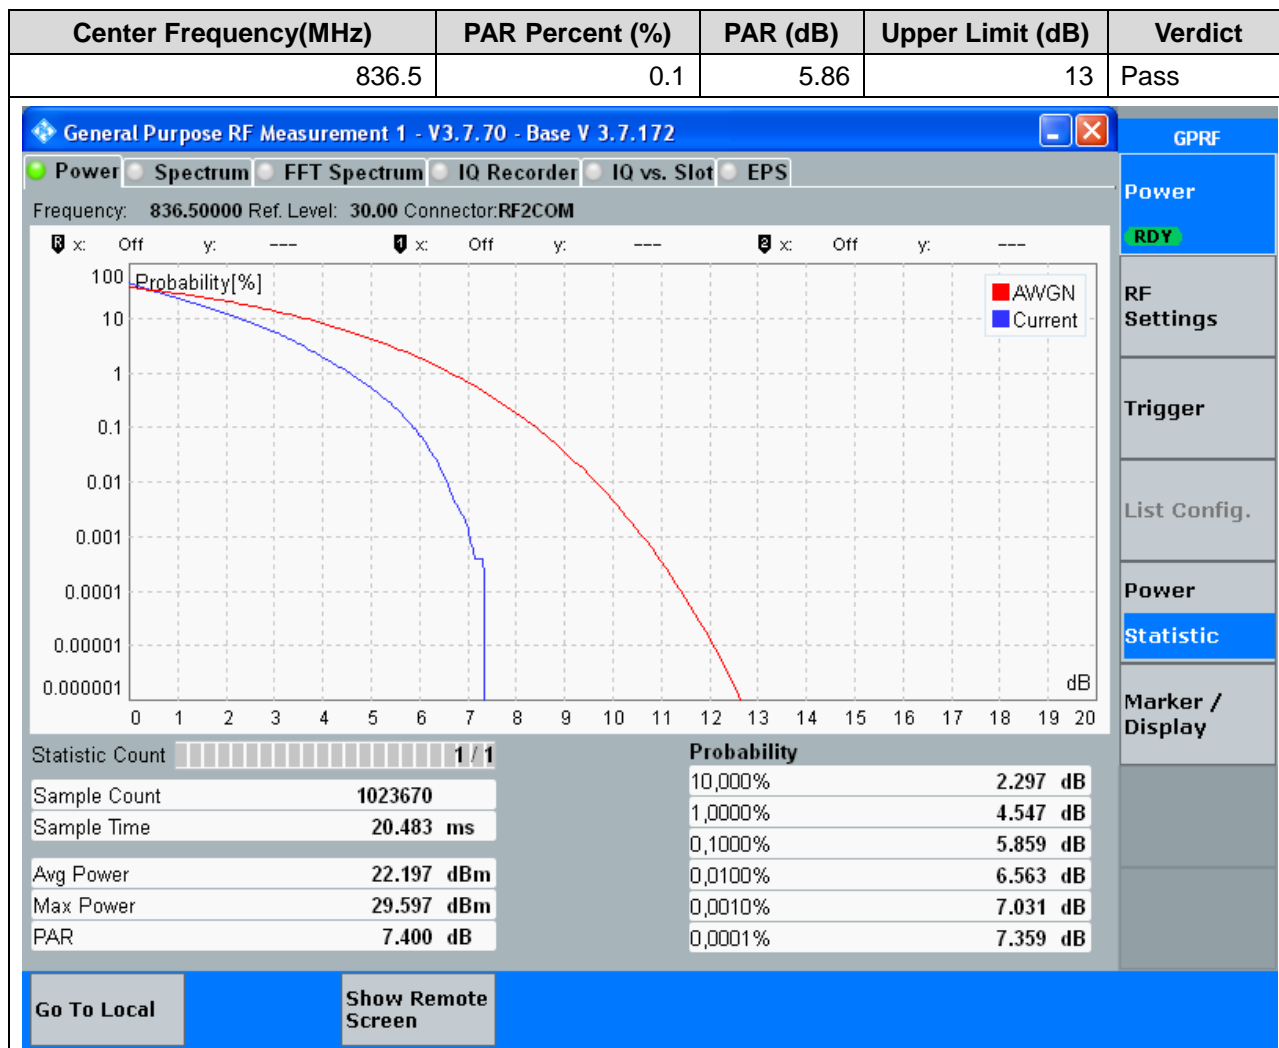 Center Frequency(MHz) PAR Percent (%) PAR (dB) Upper Limit (dB) Verdict
836.5 0.1 5.86 13 Pass
General Purpose RF Measurement 1 - V3.7.70 - Base V 3.7.172
GPRF
Power Spectrum FFT Spectrum IQ Recorder IQ vs. Slot EPS
Frequency: 836.50000 Ref. Level: 30.00 Connector:RF2COM
R x: Off y: --- 1 x: Off y: --- 2 x: Off y: ---
Probability[%]
100
10
1
0.1
0.01
0.001
0.0001
0.00001
0.000001
AWGN
Current
dB
0 1 2 3 4 5 6 7 8 9 10 11 12 13 14 15 16 17 18 19 20
Statistic Count 1 / 1
Sample Count 1023670
Sample Time 20.483 ms
Avg Power 22.197 dBm
Max Power 29.597 dBm
PAR 7.400 dB
Probability
10,000% 2.297 dB
1,0000% 4.547 dB
0,1000% 5.859 dB
0,0100% 6.563 dB
0,0010% 7.031 dB
0,0001% 7.359 dB
Power
RDY
RF
Settings
Trigger
List Config.
Power
Statistic
Marker /
Display
Go To Local
Show Remote
Screen